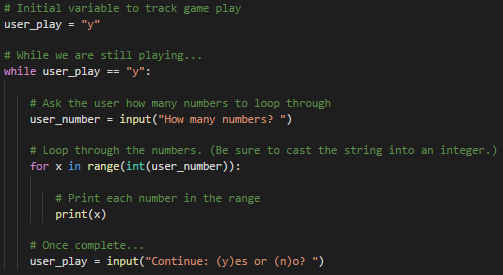 # Initial variable to track game play
user_play = "y"
# While we are still playing...
while user_play == "y":
# Ask the user how many numbers to loop through
user_number = input("How many numbers? ")
# Loop through the numbers. (Be sure to cast the string into an integer.)
for x in range(int(user_number)):
# Print each number in the range
print(x)
# Once complete...
user_play = input("Continue: (y)es or (n)o? ")